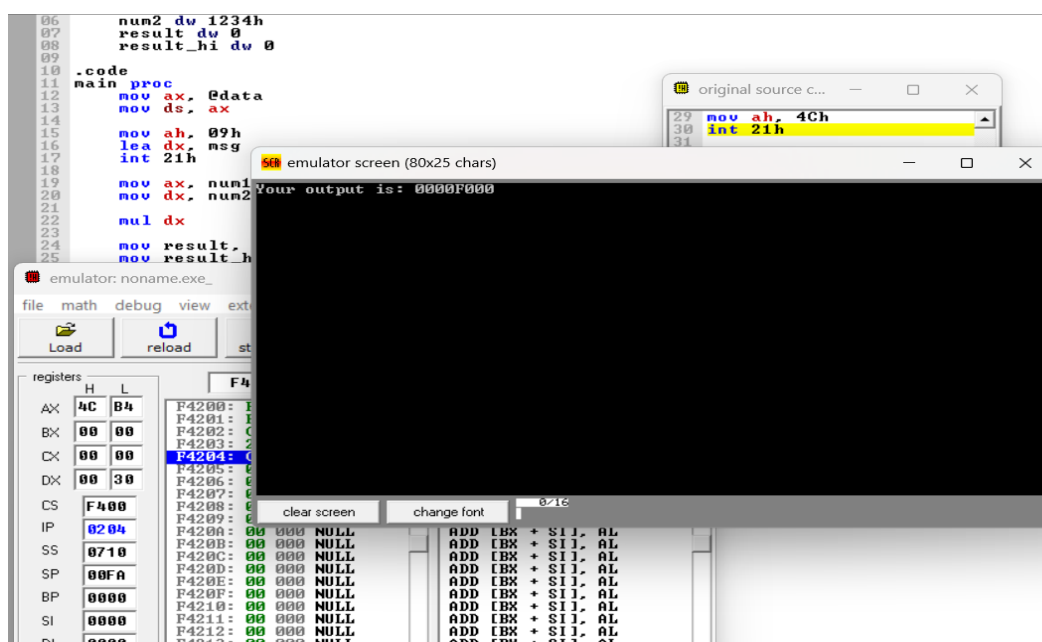 06 num2 dw 1234h
07 result dw 0
08 result_hi dw 0
09
10 .code
11 main proc
12 mov ax, @data
13 mov ds, ax
14
15 mov ah, 09h
16 lea dx, msg
17 int 21h
18
19 mov ax, num1
20 mov dx, num2
21
22 mul dx
23
24 mov result,
25 mov result_h
original source c...
29 mov ah, 4Ch
30 int 21h
31
emulator screen (80x25 chars)
Your output is: 0000F000
clear screen
change font
0/16
emulator: noname.exe_
file math debug view ext
Load
reload
st
registers
H L
AX 4C B4
BX 00 00
CX 00 00
DX 00 30
CS F400
IP 0204
SS 0710
SP 00FA
BP 0000
SI 0000
F4
F4200:
F4201:
F4202:
F4203: 2
F4204:
F4205:
F4206:
F4207:
F4208:
F4209:
F420A: 00 000 NULL
F420B: 00 000 NULL
F420C: 00 000 NULL
F420D: 00 000 NULL
F420E: 00 000 NULL
F420F: 00 000 NULL
F4210: 00 000 NULL
F4211: 00 000 NULL
F4212: 00 000 NULL
ADD [BX + SI], AL
ADD [BX + SI], AL
ADD [BX + SI], AL
ADD [BX + SI], AL
ADD [BX + SI], AL
ADD [BX + SI], AL
ADD [BX + SI], AL
ADD [BX + SI], AL
ADD [BX + SI], AL